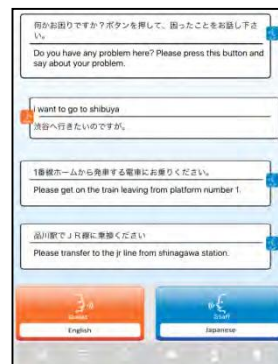 何かお困りですか？ボタンを押して、困ったことをお話し下さ
い。
Do you have any problem here? Please press this button and
say about your problem.
i want to go to shibuya
渋谷へ行きたいのですが。
1番線ホームから発車する電車にお乗りください。
Please get on the train leaving from platform number 1.
品川駅でＪＲ線に乗換ください
Please transfer to the jr line from shinagawa station.
Guest
Staff
English
Japanese